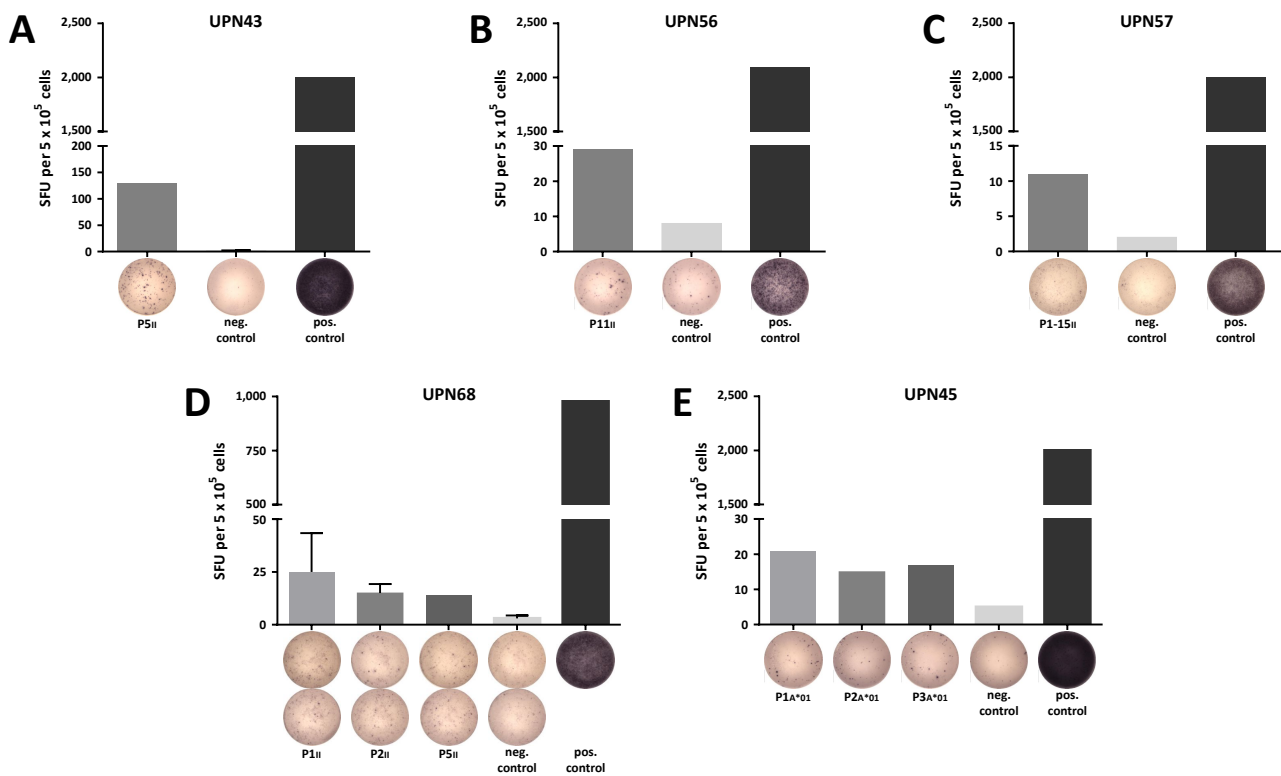 A
UPN43
SFU per 5 x 10⁵ cells
2,500
2,000
1,500
200
150
100
50
0
P5II
neg.
control
pos.
control
B
UPN56
SFU per 5 x 10⁵ cells
2,500
2,000
1,500
30
20
10
0
P11II
neg.
control
pos.
control
C
UPN57
SFU per 5 x 10⁵ cells
2,500
2,000
1,500
15
10
5
0
P1-15II
neg.
control
pos.
control
D
UPN68
SFU per 5 x 10⁵ cells
1,000
750
500
50
25
0
P1II
P2II
P5II
neg.
control
pos.
control
E
UPN45
SFU per 5 x 10⁵ cells
2,500
2,000
1,500
30
20
10
0
P1A*01
P2A*01
P3A*01
neg.
control
pos.
control